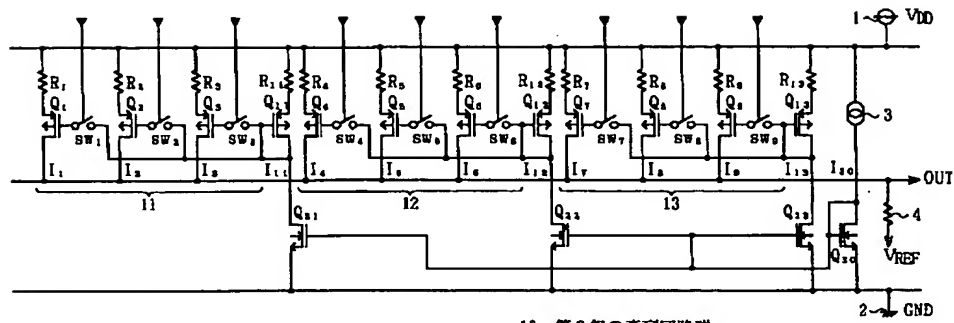 1 VDD
R1 R2 R3 R11 R4 R5 R6 R12 R7 R8 R9 R13
Q1 Q2 Q3 Q11 Q4 Q5 Q6 Q12 Q7 Q8 Q9 Q13
3
SW1 SW2 SW3 SW4 SW5 SW6 SW7 SW8 SW9
I1 I2 I3 I11 I4 I5 I6 I12 I7 I8 I9 I13 I30
OUT
11 12 13
4
Q21 Q22 Q23 Q30
VREF
2 GND